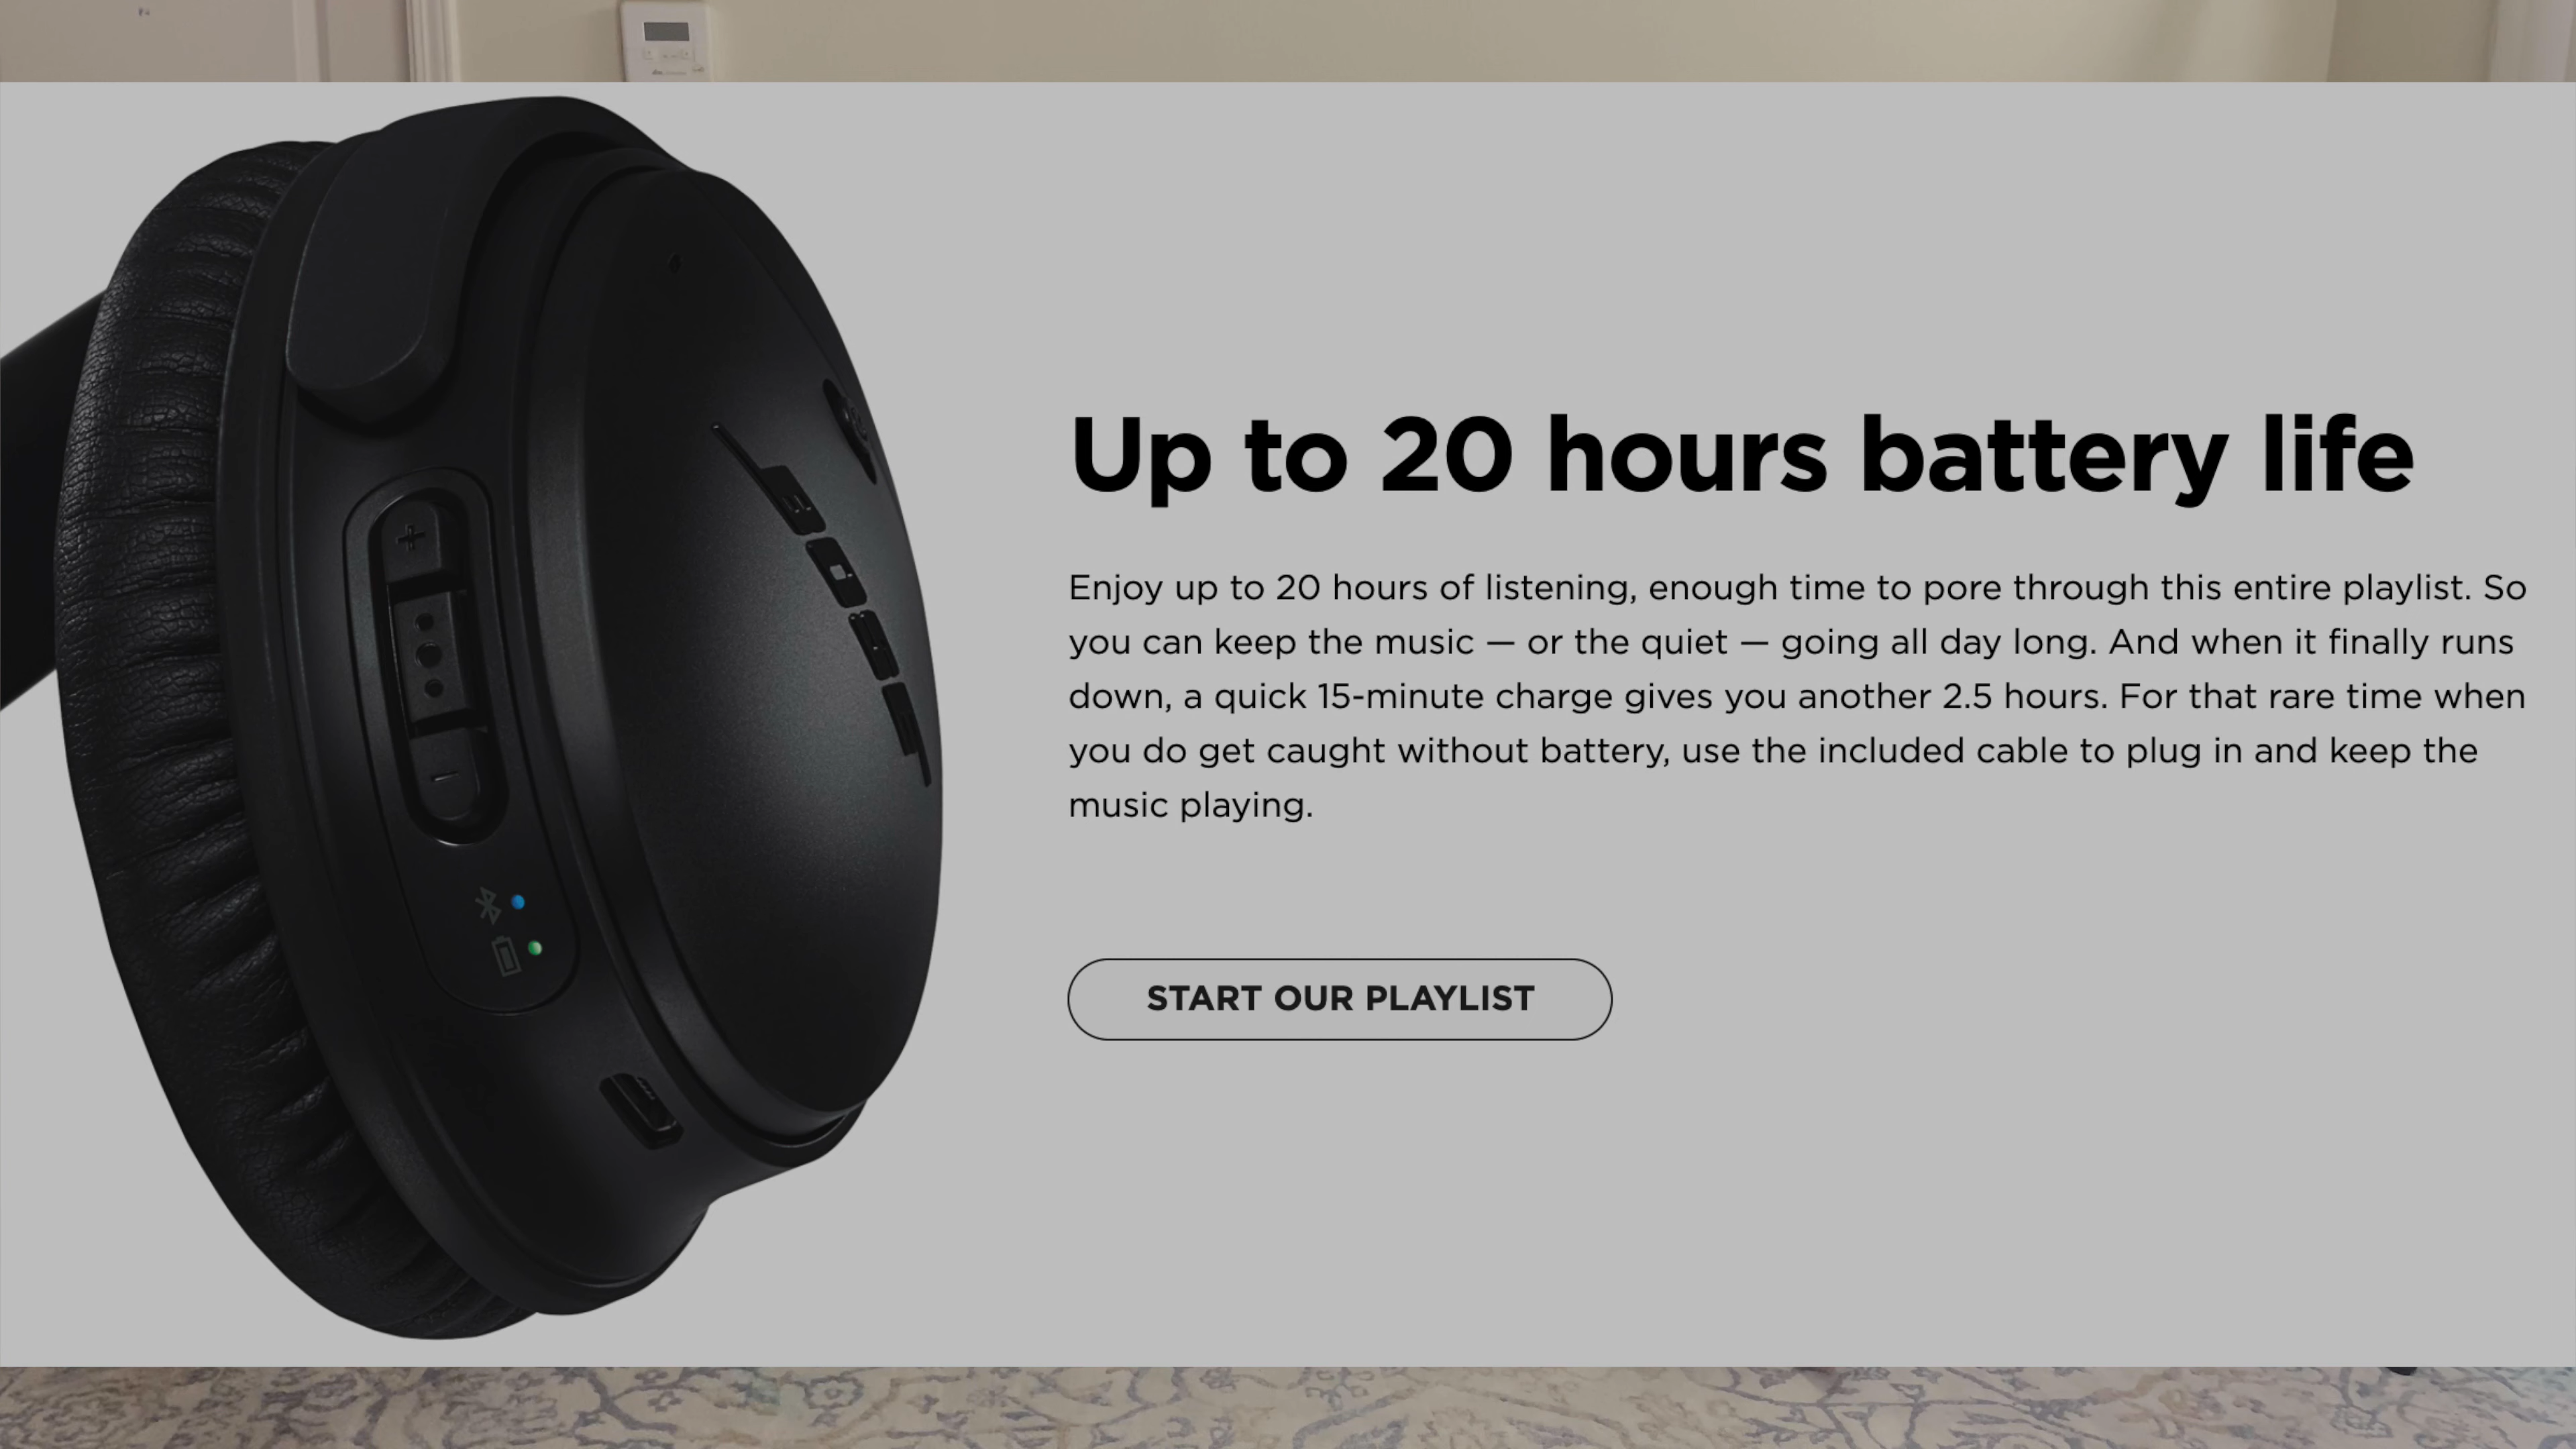 BOSE
Up to 20 hours battery life
Enjoy up to 20 hours of listening, enough time to pore through this entire playlist. So
you can keep the music — or the quiet — going all day long. And when it finally runs
down, a quick 15-minute charge gives you another 2.5 hours. For that rare time when
you do get caught without battery, use the included cable to plug in and keep the
music playing.
START OUR PLAYLIST